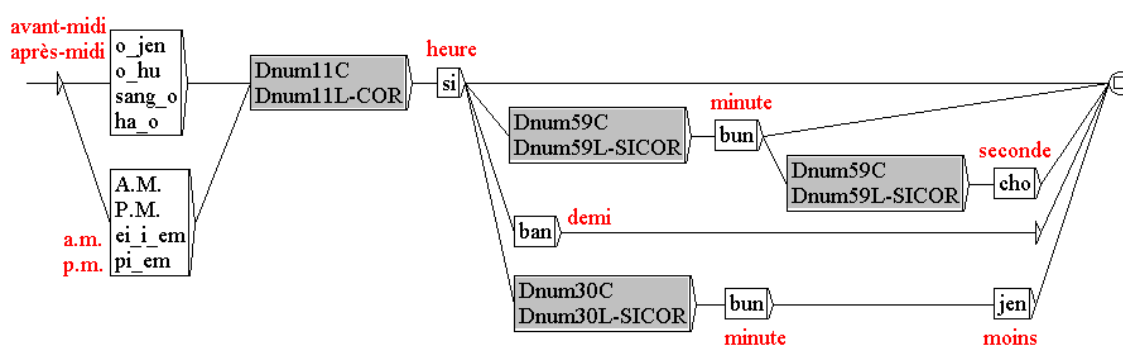 avant-midi
après-midi
o_jen
o_hu
sang_o
ha_o
A.M.
P.M.
ei_i_em
pi_em
a.m.
p.m.
Dnum11C
Dnum11L-COR
heure
si
Dnum59C
Dnum59L-SICOR
minute
bun
Dnum59C
Dnum59L-SICOR
seconde
cho
ban
demi
Dnum30C
Dnum30L-SICOR
bun
minute
jen
moins